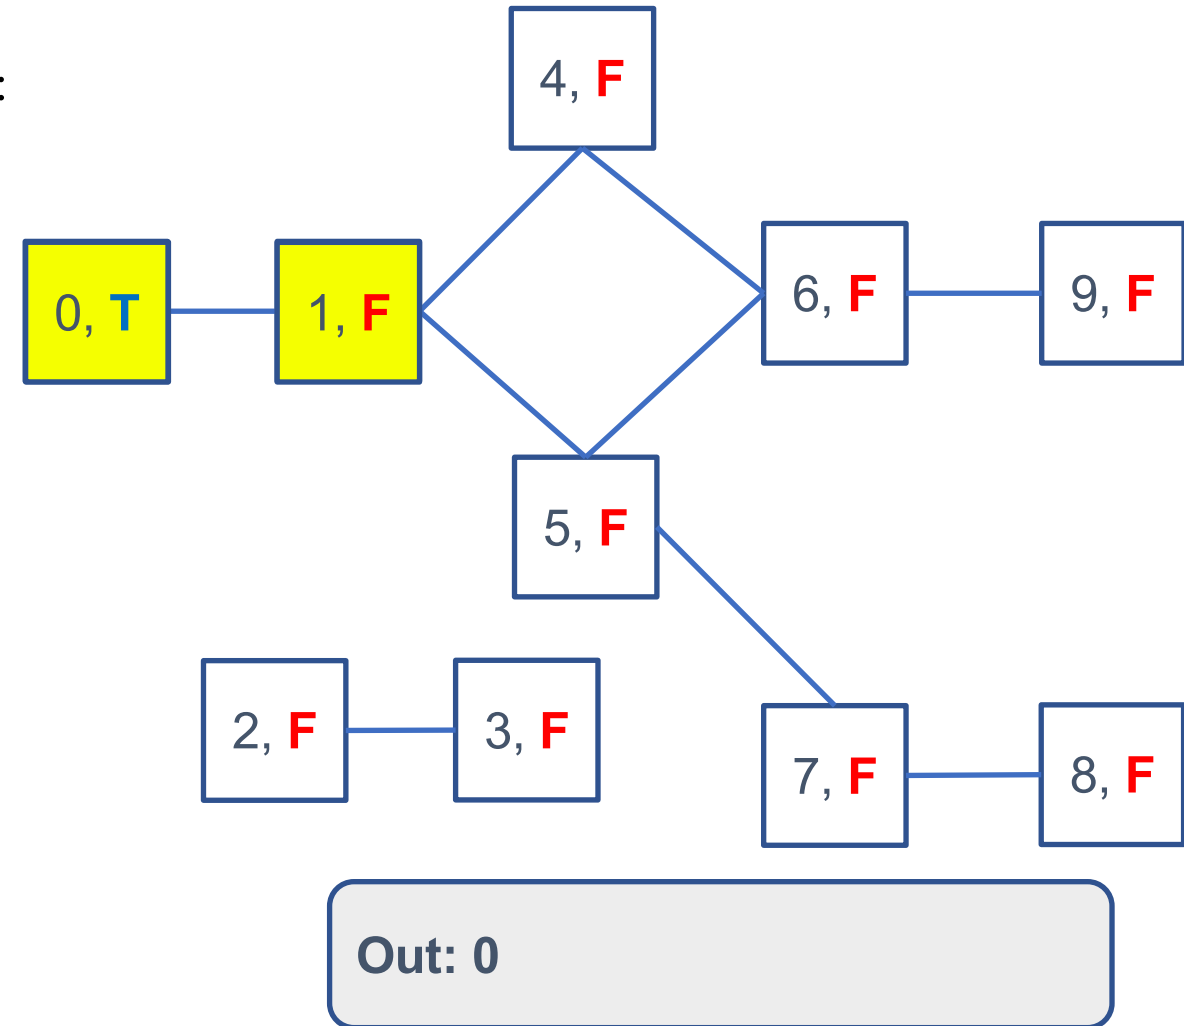 :
4, F
0, T
1, F
6, F
9, F
5, F
2, F
3, F
7, F
8, F
Out: 0